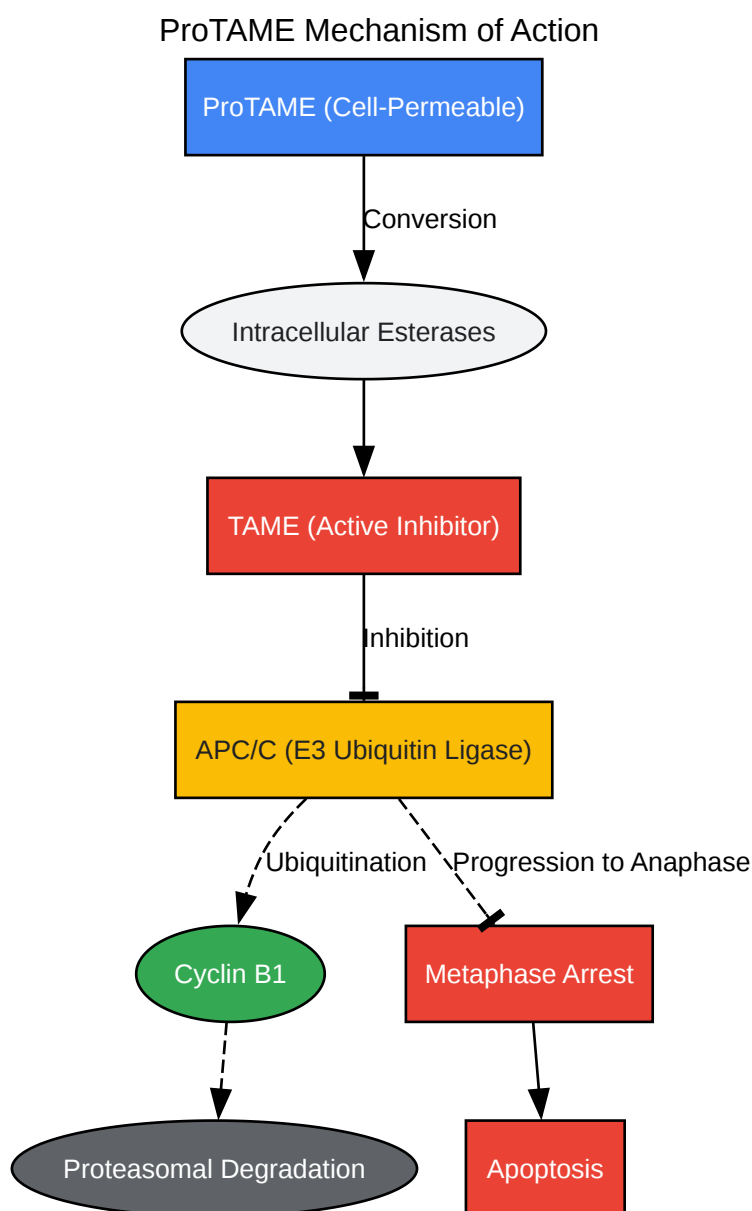 ProTAME Mechanism of Action
ProTAME (Cell-Permeable)
Conversion
Intracellular Esterases
TAME (Active Inhibitor)
Inhibition
APC/C (E3 Ubiquitin Ligase)
Ubiquitination
Progression to Anaphase
Cyclin B1
Metaphase Arrest
Proteasomal Degradation
Apoptosis